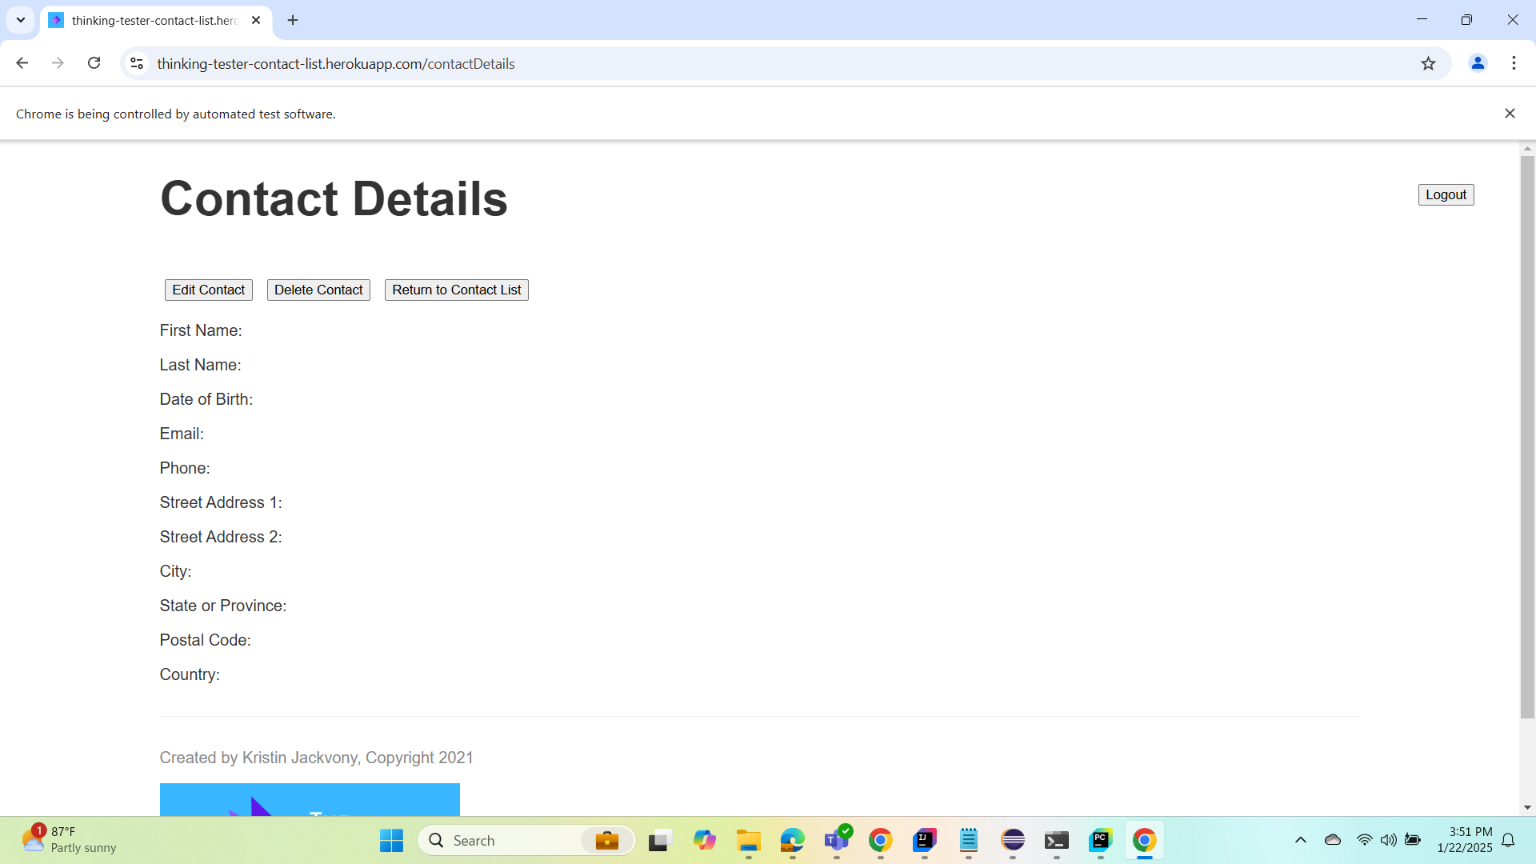 thinking-tester-contact-list.herc
thinking-tester-contact-list.herokuapp.com/contactDetails
Chrome is being controlled by automated test software.
Contact Details
Logout
Edit Contact
Delete Contact
Return to Contact List
First Name:
Last Name:
Date of Birth:
Email:
Phone:
Street Address 1:
Street Address 2:
City:
State or Province:
Postal Code:
Country:
Created by Kristin Jackvony, Copyright 2021
1
87°F
Partly sunny
Search
3:51 PM
1/22/2025